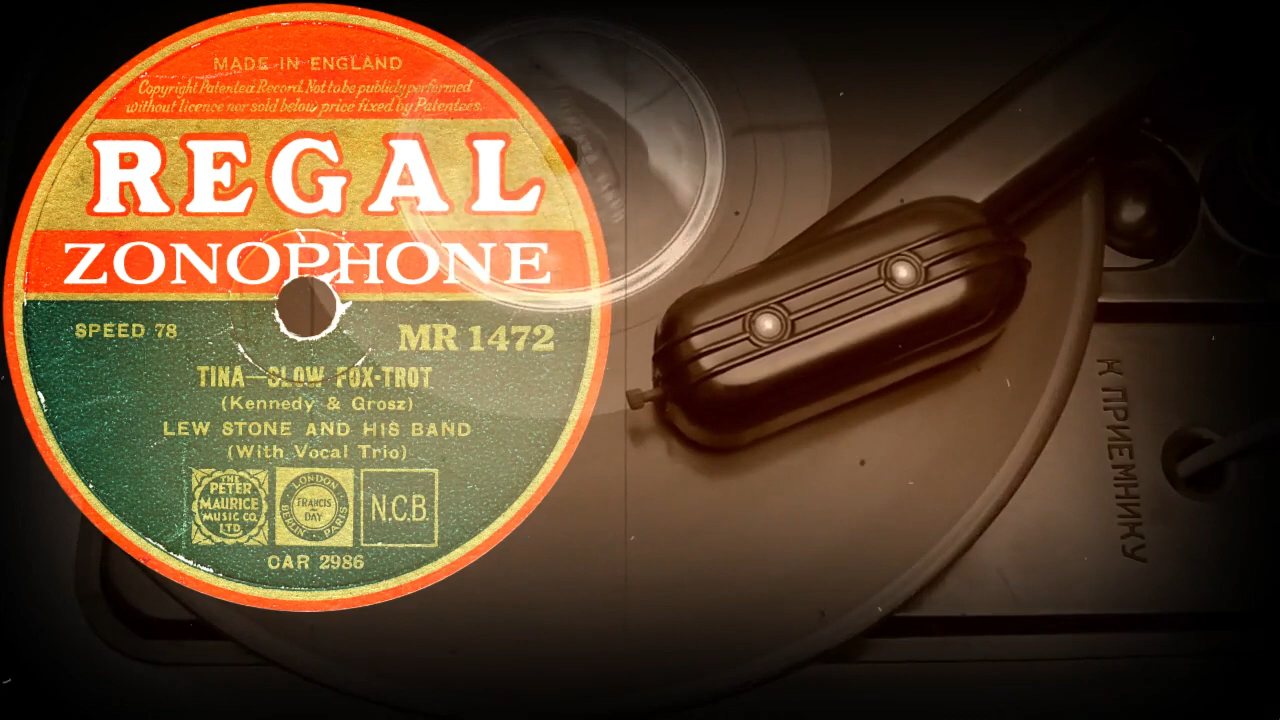 MADE IN ENGLAND
Copyright Patented Record. Not to be publicly performed
without licence nor sold below price fixed by Patentees.
REGAL
ZONOPHONE
SPEED 78
MR 1472
TINA—SLOW FOX-TROT
(Kennedy & Grosz)
LEW STONE AND HIS BAND
(With Vocal Trio)
THE
PETER
MAURICE
MUSIC CO.
LTD.
LONDON
FRANCIS
DAY
BERLIN PARIS
N.C.B.
CAR 2986
К ПРИЕМНИКУ